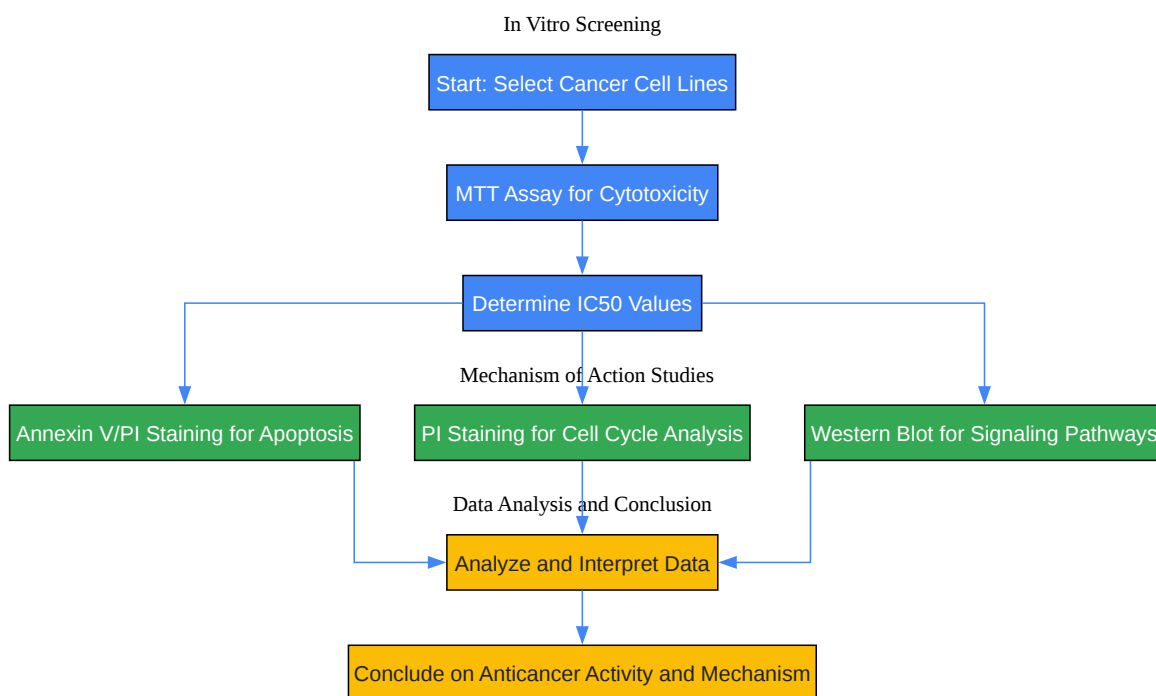 In Vitro Screening
Start: Select Cancer Cell Lines
MTT Assay for Cytotoxicity
Determine IC50 Values
Mechanism of Action Studies
Annexin V/PI Staining for Apoptosis
PI Staining for Cell Cycle Analysis
Western Blot for Signaling Pathways
Data Analysis and Conclusion
Analyze and Interpret Data
Conclude on Anticancer Activity and Mechanism